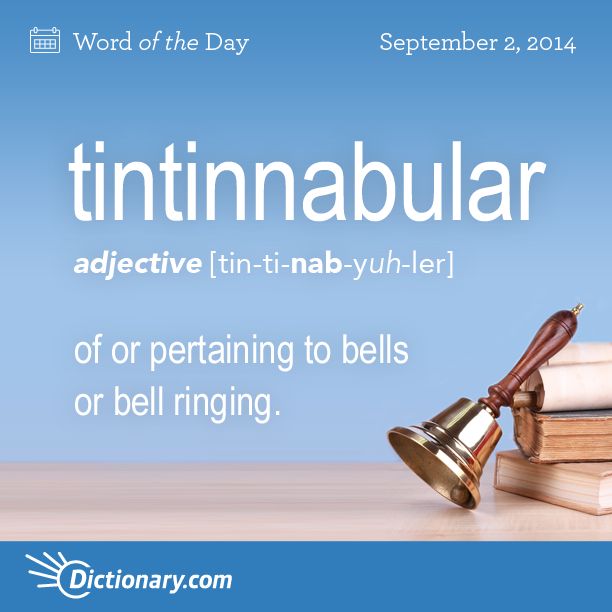 Word of the Day
September 2, 2014
tintinnabular
adjective [tin-ti-nab-yuh-ler]
of or pertaining to bells
or bell ringing.
Dictionary.com